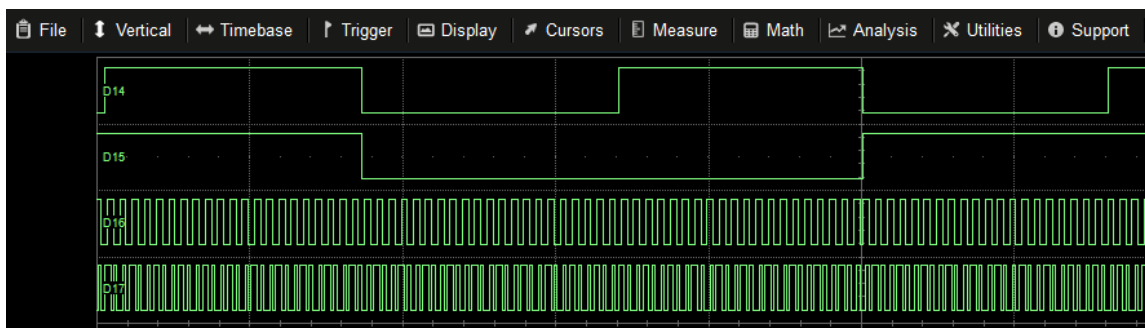 File Vertical Timebase Trigger Display Cursors Measure Math Analysis Utilities Support
D14
D15
D16
D17